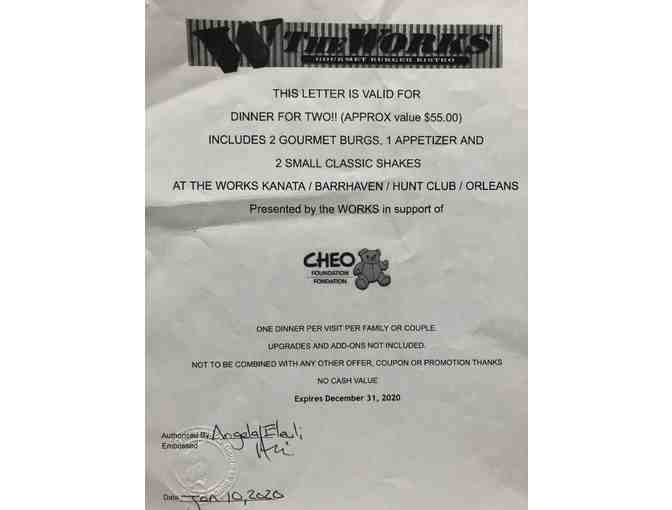 W THE WORKS
GOURMET BURGER BISTRO
THIS LETTER IS VALID FOR
DINNER FOR TWO!! (APPROX value $55.00)
INCLUDES 2 GOURMET BURGS, 1 APPETIZER AND
2 SMALL CLASSIC SHAKES
AT THE WORKS KANATA / BARRHAVEN / HUNT CLUB / ORLEANS
Presented by the WORKS in support of
CHEO
FOUNDATION
FONDATION
ONE DINNER PER VISIT PER FAMILY OR COUPLE.
UPGRADES AND ADD-ONS NOT INCLUDED.
NOT TO BE COMBINED WITH ANY OTHER OFFER, COUPON OR PROMOTION THANKS
NO CASH VALUE
Expires December 31, 2020
Authorized By: Angela
Embossed
Date: Jan 10, 2020